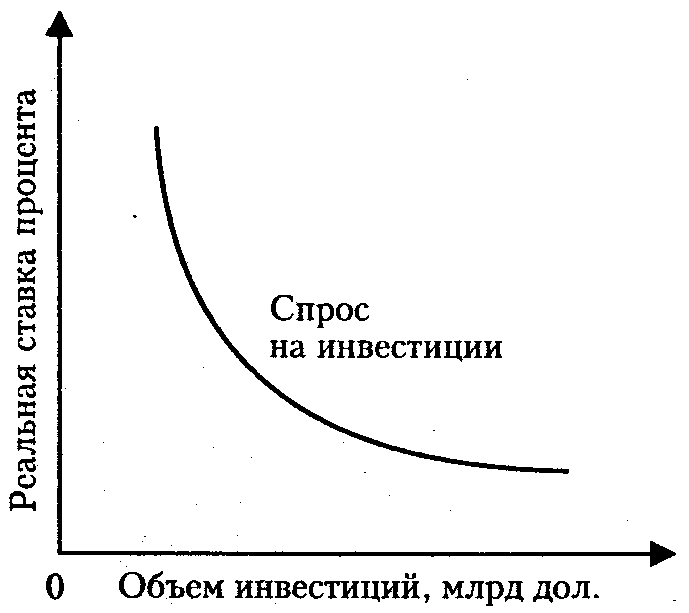 Реальная ставка процента
Спрос
на инвестиции
0
Объем инвестиций, млрд дол.